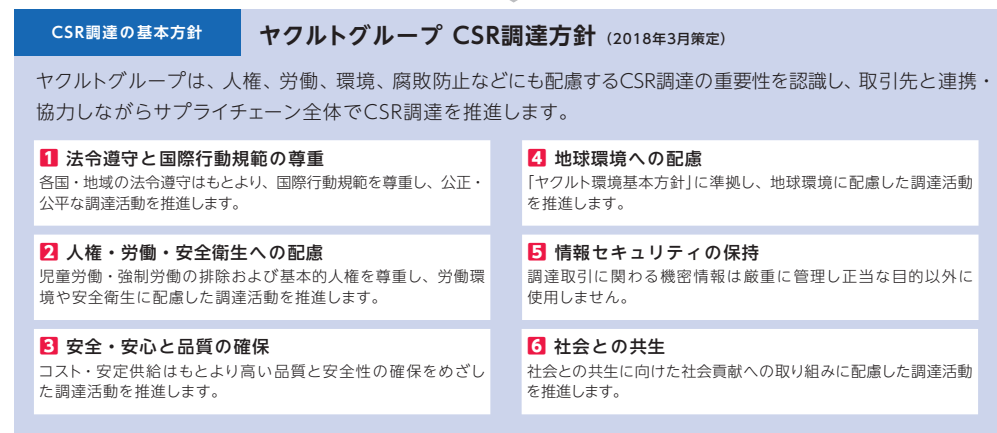 CSR調達の基本方針
ヤクルトグループ CSR調達方針 (2018年3月策定)
ヤクルトグループは、人権、労働、環境、腐敗防止などにも配慮するCSR調達の重要性を認識し、取引先と連携・
協力しながらサプライチェーン全体でCSR調達を推進します。
1 法令遵守と国際行動規範の尊重
各国・地域の法令遵守はもとより、国際行動規範を尊重し、公正・
公平な調達活動を推進します。
2 人権・労働・安全衛生への配慮
児童労働・強制労働の排除および基本的人権を尊重し、労働環
境や安全衛生に配慮した調達活動を推進します。
3 安全・安心と品質の確保
コスト・安定供給はもとより高い品質と安全性の確保をめざし
た調達活動を推進します。
4 地球環境への配慮
「ヤクルト環境基本方針」に準拠し、地球環境に配慮した調達活動
を推進します。
5 情報セキュリティの保持
調達取引に関わる機密情報は厳重に管理し正当な目的以外に
使用しません。
6 社会との共生
社会との共生に向けた社会貢献への取り組みに配慮した調達活動
を推進します。